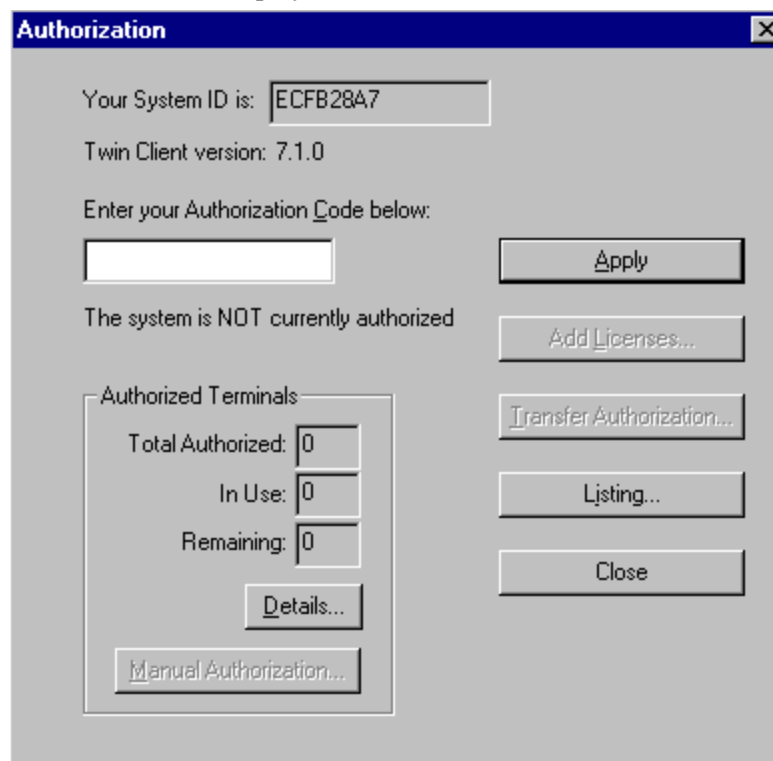 Authorization
Your System ID is: ECFB28A7
Twin Client version: 7.1.0
Enter your Authorization Code below:
Apply
The system is NOT currently authorized
Add Licenses...
Authorized Terminals
Transfer Authorization...
Total Authorized: 0
In Use: 0
Listing...
Remaining: 0
Close
Details...
Manual Authorization...